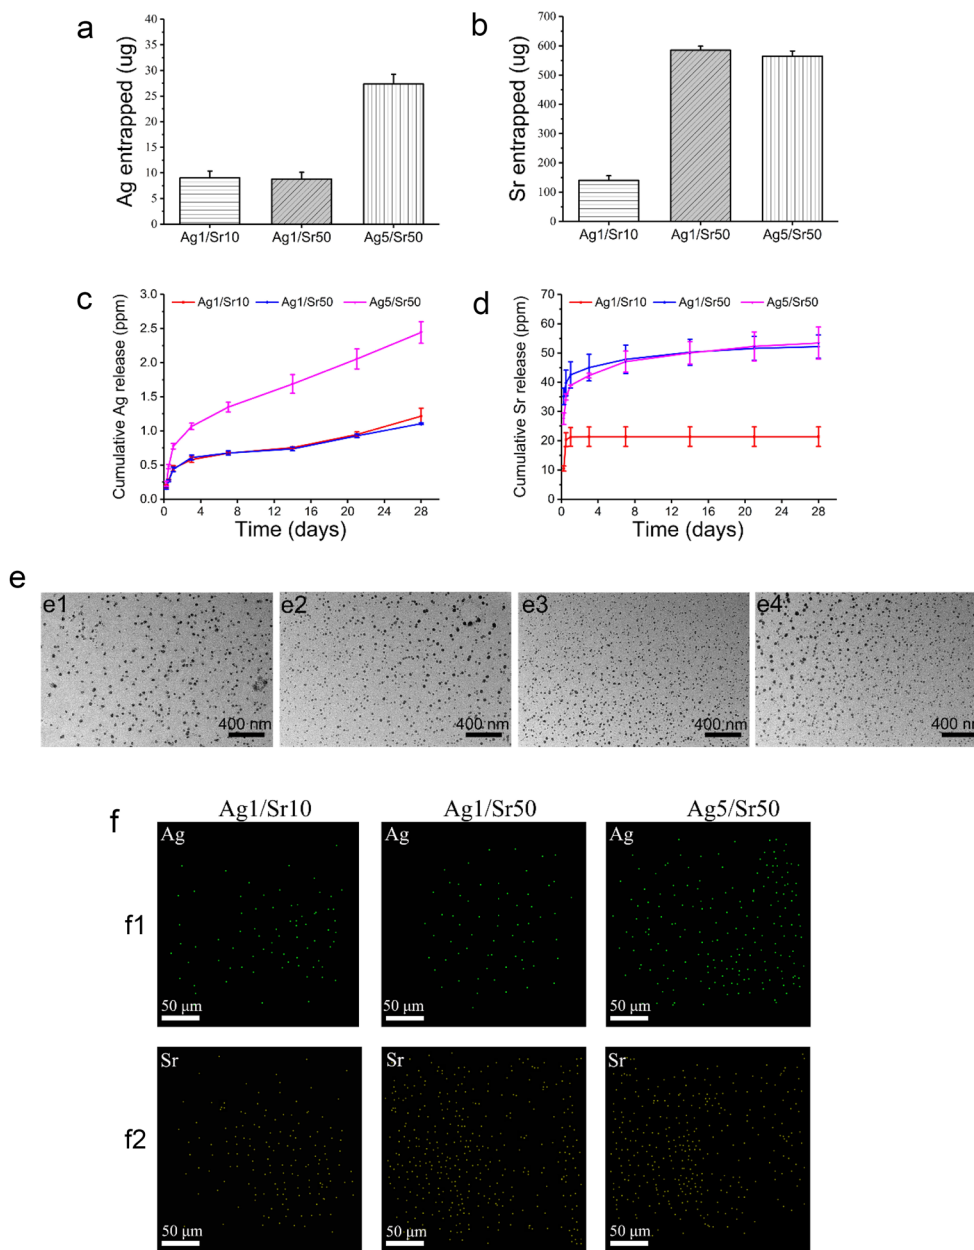 a
Ag entrapped (ug)
40
35
30
25
20
15
10
5
0
Ag1/Sr10 Ag1/Sr50 Ag5/Sr50
b
Sr entrapped (ug)
700
600
500
400
300
200
100
0
Ag1/Sr10 Ag1/Sr50 Ag5/Sr50
c
Ag1/Sr10 Ag1/Sr50 Ag5/Sr50
Cumulative Ag release (ppm)
3.0
2.5
2.0
1.5
1.0
0.5
0.0
0 4 8 12 16 20 24 28
Time (days)
d
Ag1/Sr10 Ag1/Sr50 Ag5/Sr50
Cumulative Sr release (ppm)
70
60
50
40
30
20
10
0
0 4 8 12 16 20 24 28
Time (days)
e
e1
400 nm
e2
400 nm
e3
400 nm
e4
400 nm
f
Ag1/Sr10 Ag1/Sr50 Ag5/Sr50
f1
Ag
50 μm
Ag
50 μm
Ag
50 μm
f2
Sr
50 μm
Sr
50 μm
Sr
50 μm